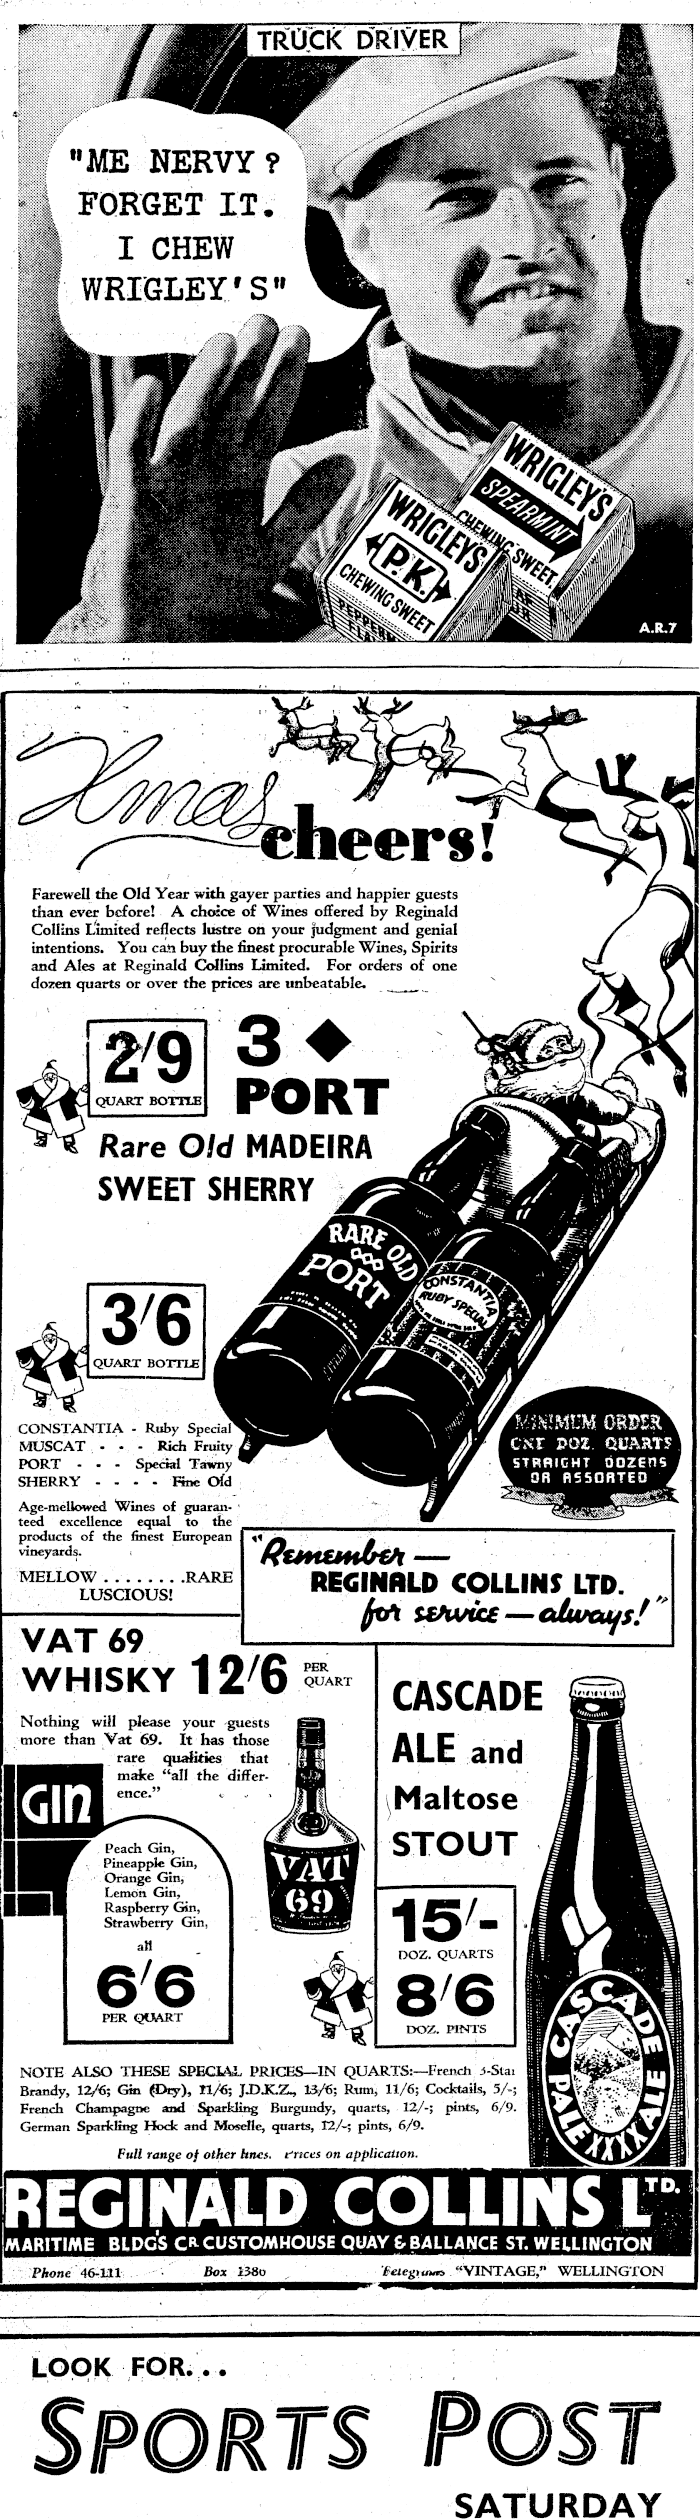 TRUCK DRIVER
"ME NERVY?
FORGET IT.
I CHEW
WRIGLEY'S"
WRIGLEY'S
SPEARMINT
CHEWING SWEET
WRIGLEYS
P.K.
CHEWING SWEET
A.R.7
Xmas
cheers!
Farewell the Old Year with gayer parties and happier guests
than ever before! A choice of Wines offered by Reginald
Collins Limited reflects lustre on your judgment and genial
intentions. You can buy the finest procurable Wines, Spirits
and Ales at Reginald Collins Limited. For orders of one
dozen quarts or over the prices are unbeatable.
2/9
QUART BOTTLE
3 ◆
PORT
Rare Old MADEIRA
SWEET SHERRY
RARE OLD
PORT
CONSTANTIA
RUBY SPECIAL
3/6
QUART BOTTLE
CONSTANTIA - Ruby Special
MUSCAT - - - Rich Fruity
PORT - - - Special Tawny
SHERRY - - - - Fine Old
Age-mellowed Wines of guaran-
teed excellence equal to the
products of the finest European
vineyards.
MELLOW ........RARE
LUSCIOUS!
MINIMUM ORDER
ONE DOZ. QUARTS
STRAIGHT DOZENS
OR ASSORTED
"Remember —
REGINALD COLLINS LTD.
for service — always!"
VAT 69
WHISKY 12/6 PER
QUART
Nothing will please your guests
more than Vat 69. It has those
rare qualities that
make "all the differ-
ence."
VAT
69
GIN
Peach Gin,
Pineapple Gin,
Orange Gin,
Lemon Gin,
Raspberry Gin,
Strawberry Gin,
all
6/6
PER QUART
CASCADE
ALE and
Maltose
STOUT
15/-
DOZ. QUARTS
8/6
DOZ. PINTS
CASCADE
PALE XXXX ALE
NOTE ALSO THESE SPECIAL PRICES—IN QUARTS:—French 3-Star
Brandy, 12/6; Gin (Dry), 11/6; J.D.K.Z., 13/6; Rum, 11/6; Cocktails, 5/-;
French Champagne and Sparkling Burgundy, quarts, 12/-; pints, 6/9.
German Sparkling Hock and Moselle, quarts, 12/-; pints, 6/9.
Full range of other lines. Prices on application.
REGINALD COLLINS LTD.
MARITIME BLDG'S CR CUSTOMHOUSE QUAY & BALLANCE ST. WELLINGTON
Phone 46-111 Box 1380 Telegrams "VINTAGE," WELLINGTON
LOOK FOR...
SPORTS POST
SATURDAY